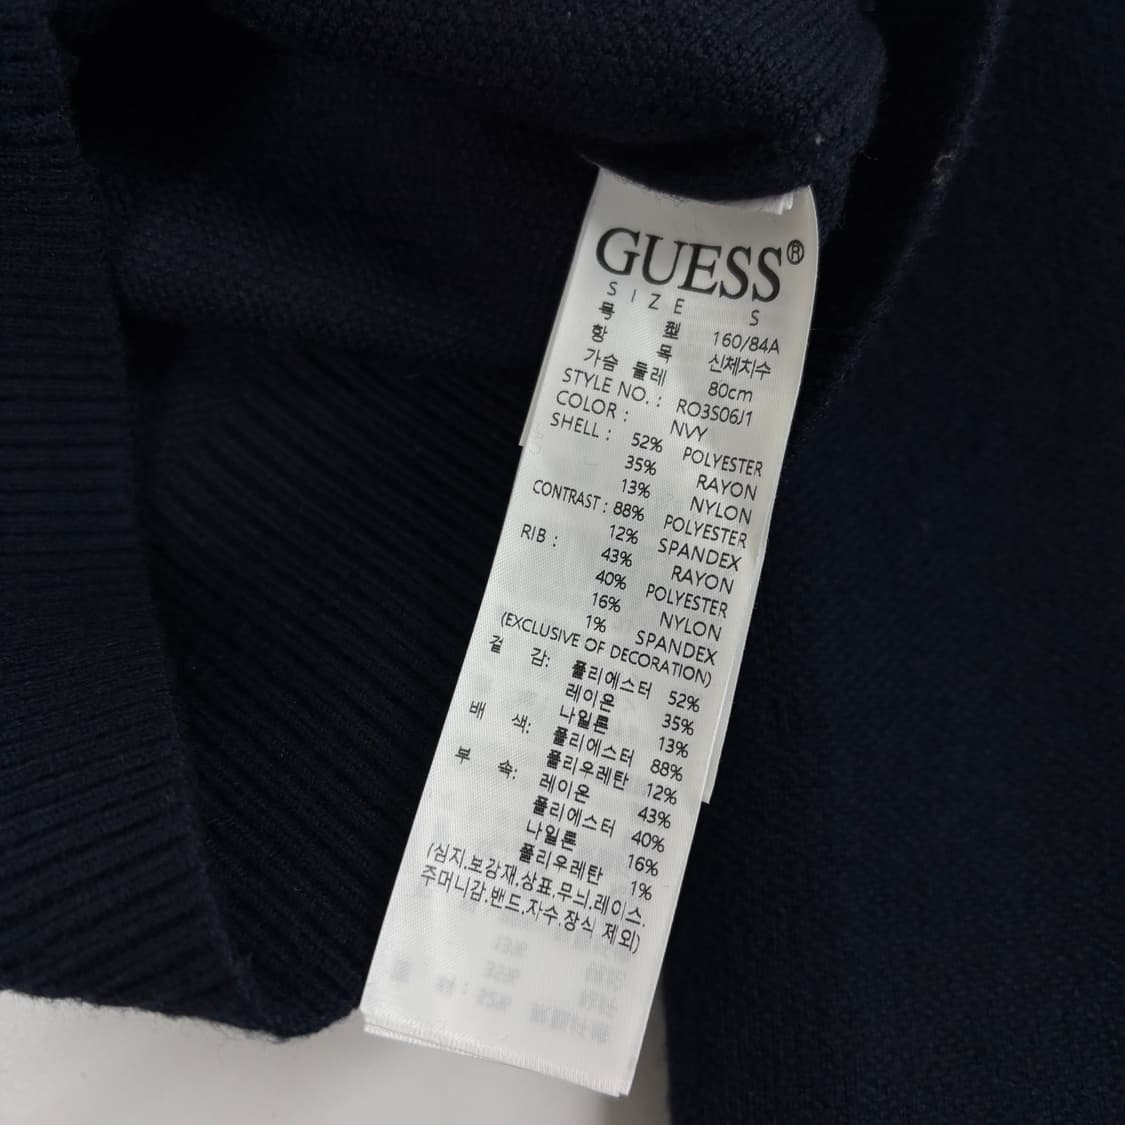 GUESS®
SIZE S
号 型 160/84A
항 목 신체치수
가슴 둘레 80cm
STYLE NO. : RO3S06J1
COLOR : NVY
SHELL : 52% POLYESTER
35% RAYON
13% NYLON
CONTRAST : 88% POLYESTER
12% SPANDEX
RIB : 43% RAYON
40% POLYESTER
16% NYLON
1% SPANDEX
(EXCLUSIVE OF DECORATION)
겉 감: 폴리에스터 52%
레이온 35%
나일론 13%
배 색: 폴리에스터 88%
폴리우레탄 12%
부 속: 레이온 43%
폴리에스터 40%
나일론 16%
폴리우레탄 1%
(심지.보강재.상표.무늬.레이스.
주머니감.밴드.자수.장식 제외)